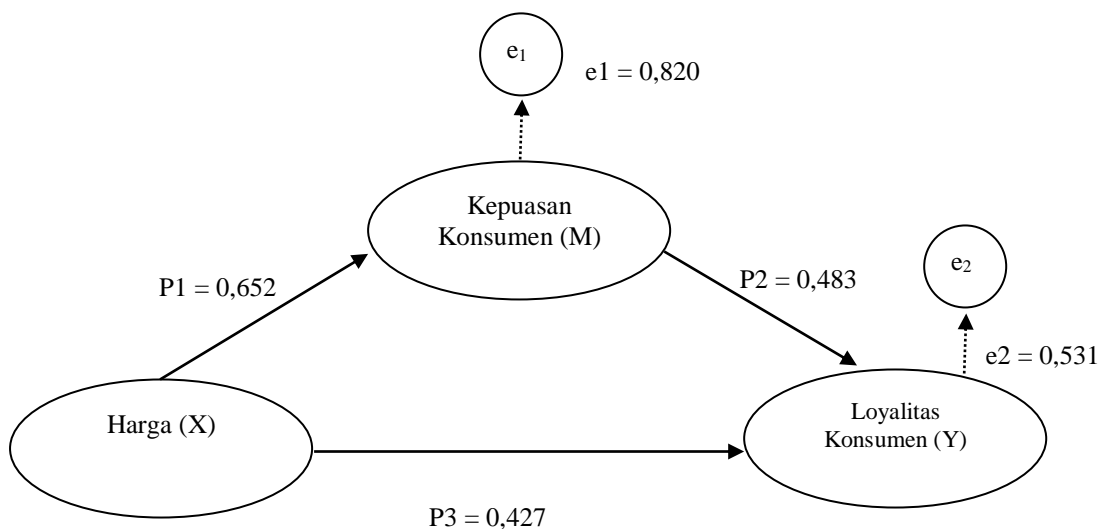 e₁
e1 = 0,820
Kepuasan
Konsumen (M)
P1 = 0,652
P2 = 0,483
e₂
e2 = 0,531
Harga (X)
Loyalitas
Konsumen (Y)
P3 = 0,427